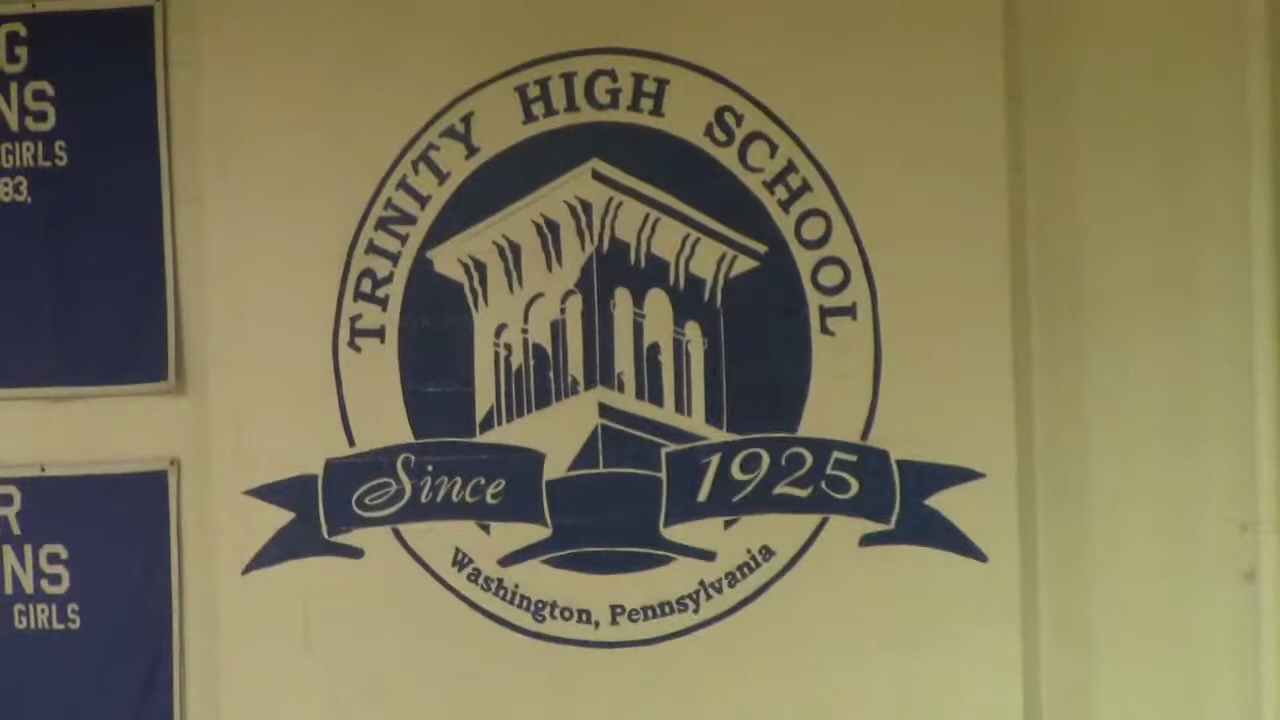 G
NS
GIRLS
83,
R
NS
GIRLS
TRINITY HIGH SCHOOL
Since 1925
Washington, Pennsylvania